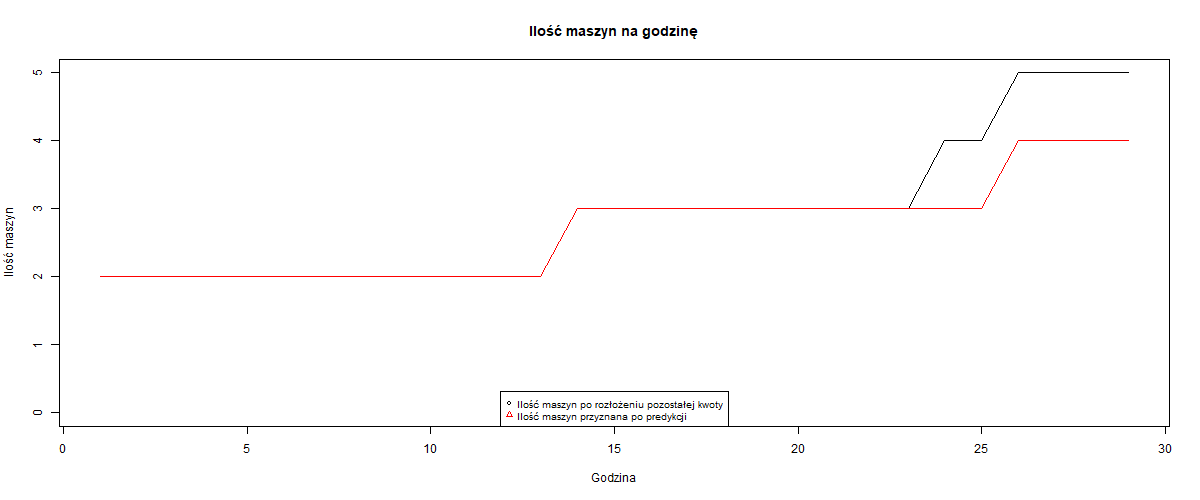 Ilość maszyn na godzinę
Ilość maszyn
5
4
3
2
1
0
Ilość maszyn po rozłożeniu pozostałej kwoty
Ilość maszyn przyznana po predykcji
0 5 10 15 20 25 30
Godzina